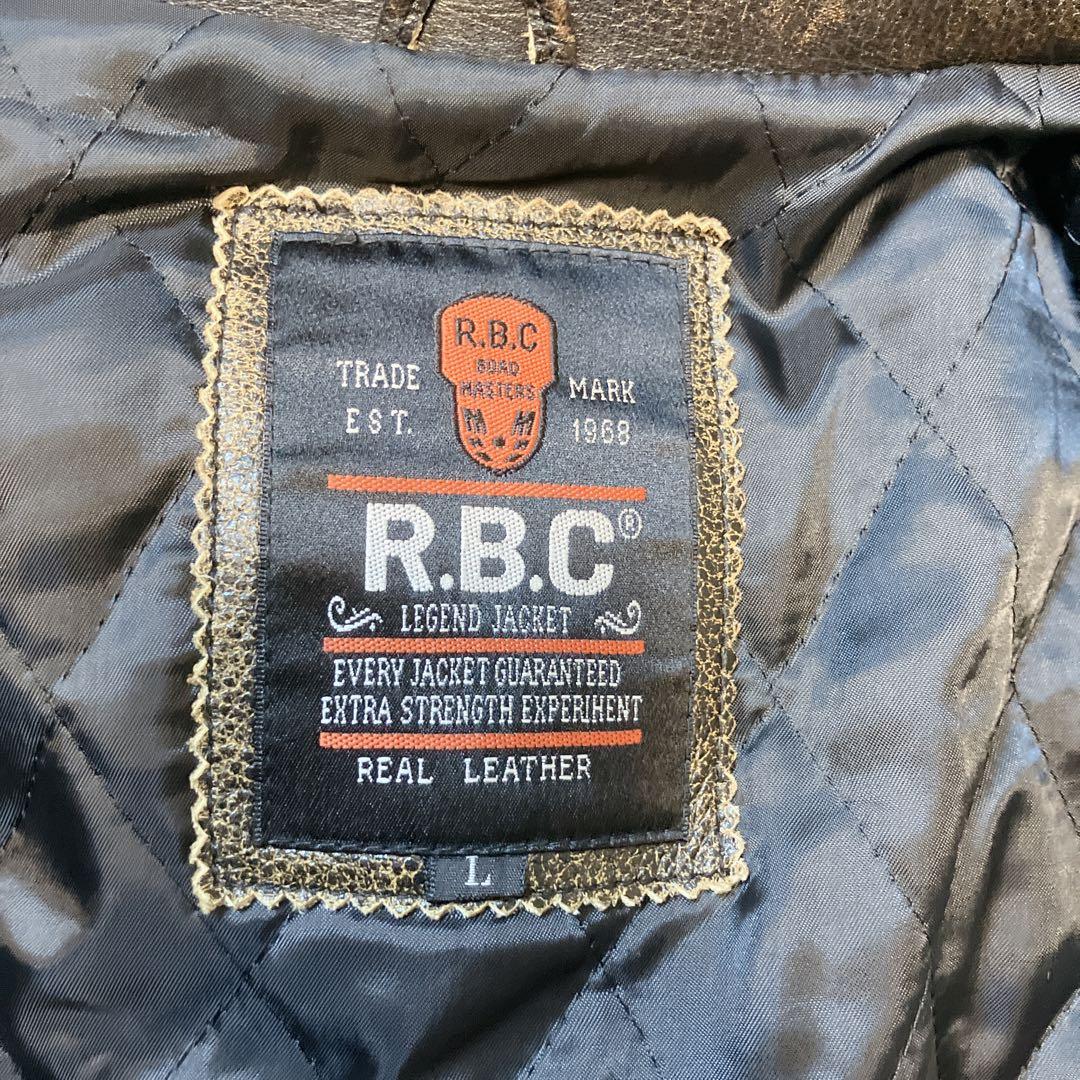 R.B.C
ROAD
MASTERS
TRADE MARK
EST. 1968
R.B.C®
LEGEND JACKET
EVERY JACKET GUARANTEED
EXTRA STRENGTH EXPERIHENT
REAL LEATHER
L